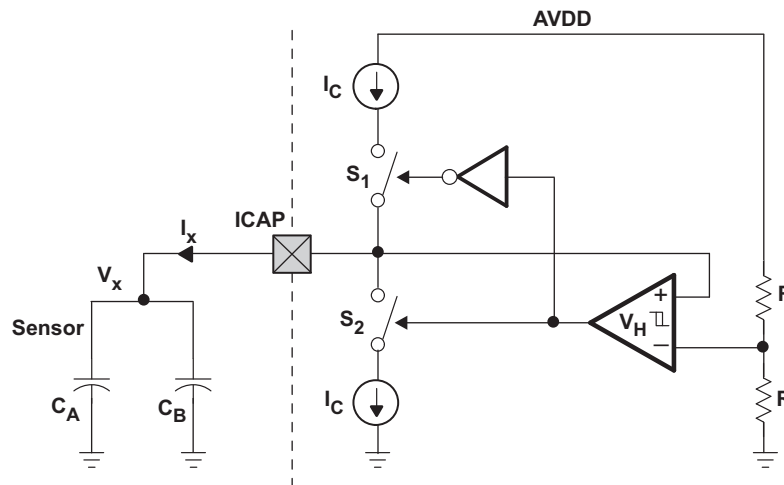 AVDD
I_C
S_1
ICAP
I_x
V_x
+
V_H
R
Sensor
S_2
−
C_A
C_B
I_C
R